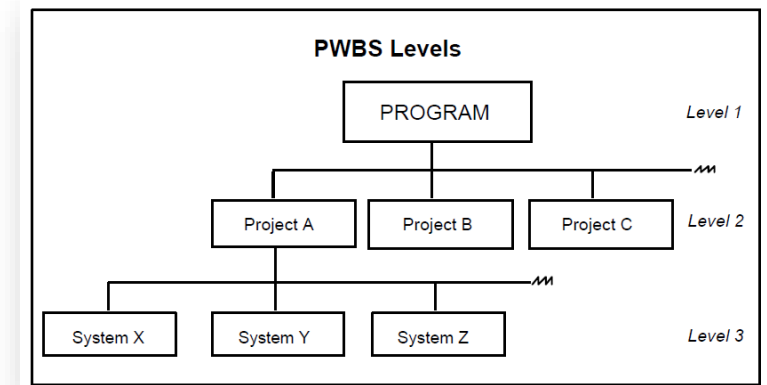 PWBS Levels
PROGRAM
Level 1
Project A
Project B
Project C
Level 2
System X
System Y
System Z
Level 3